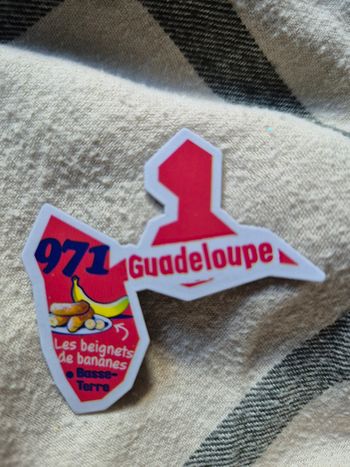 971
Guadeloupe
Les beignets
de bananes
Basse-
Terre